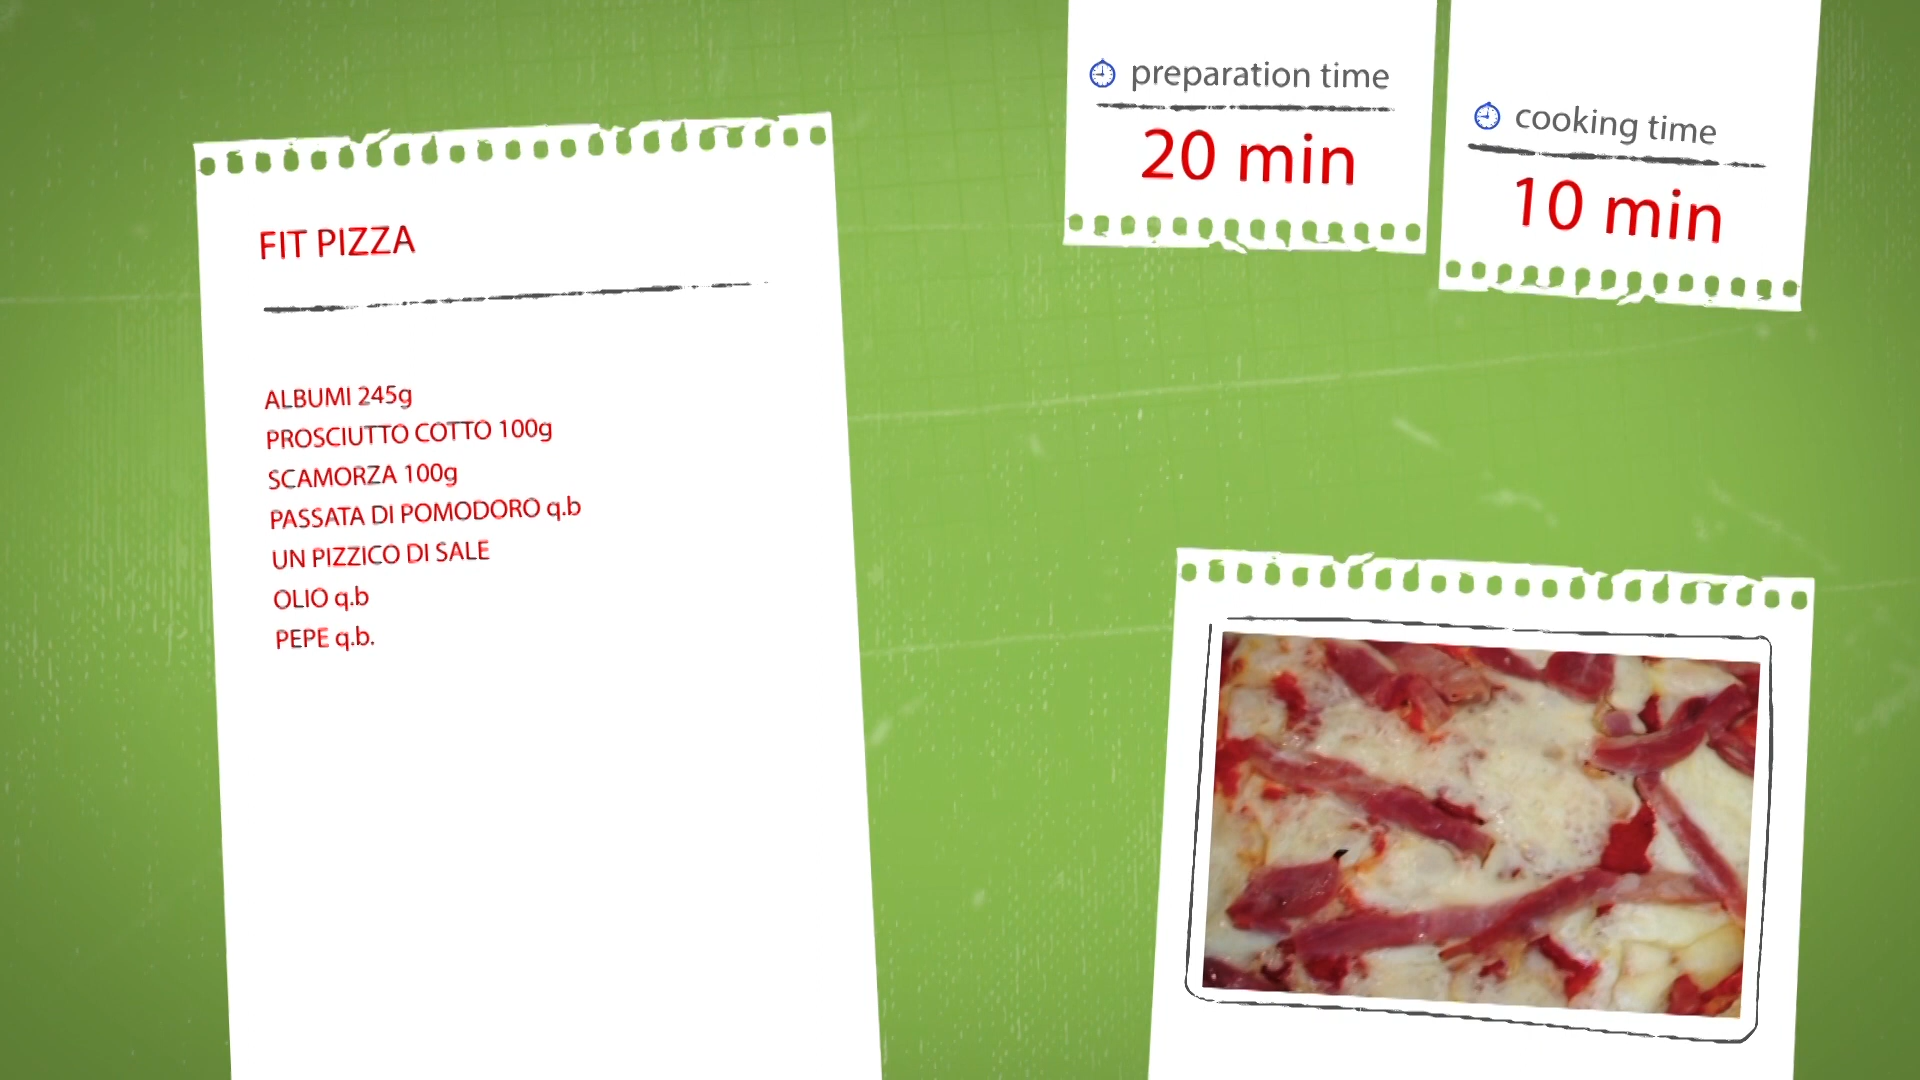 FIT PIZZA
ALBUMI 245g
PROSCIUTTO COTTO 100g
SCAMORZA 100g
PASSATA DI POMODORO q.b
UN PIZZICO DI SALE
OLIO q.b
PEPE q.b.
preparation time
20 min
cooking time
10 min